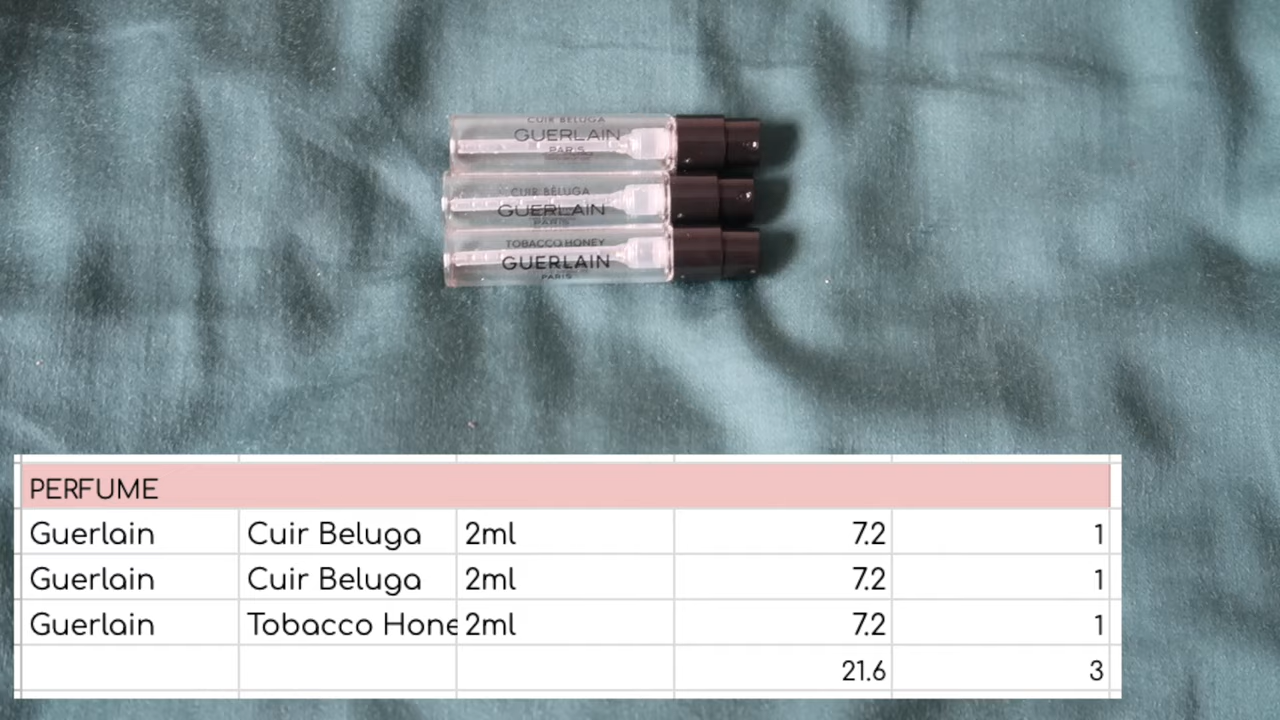 CUIR BELUGA
GUERLAIN
PARIS
CUIR BELUGA
GUERLAIN
PARIS
TOBACCO HONEY
GUERLAIN
PARIS
PERFUME
Guerlain Cuir Beluga 2ml 7.2 1
Guerlain Cuir Beluga 2ml 7.2 1
Guerlain Tobacco Hone 2ml 7.2 1
21.6 3